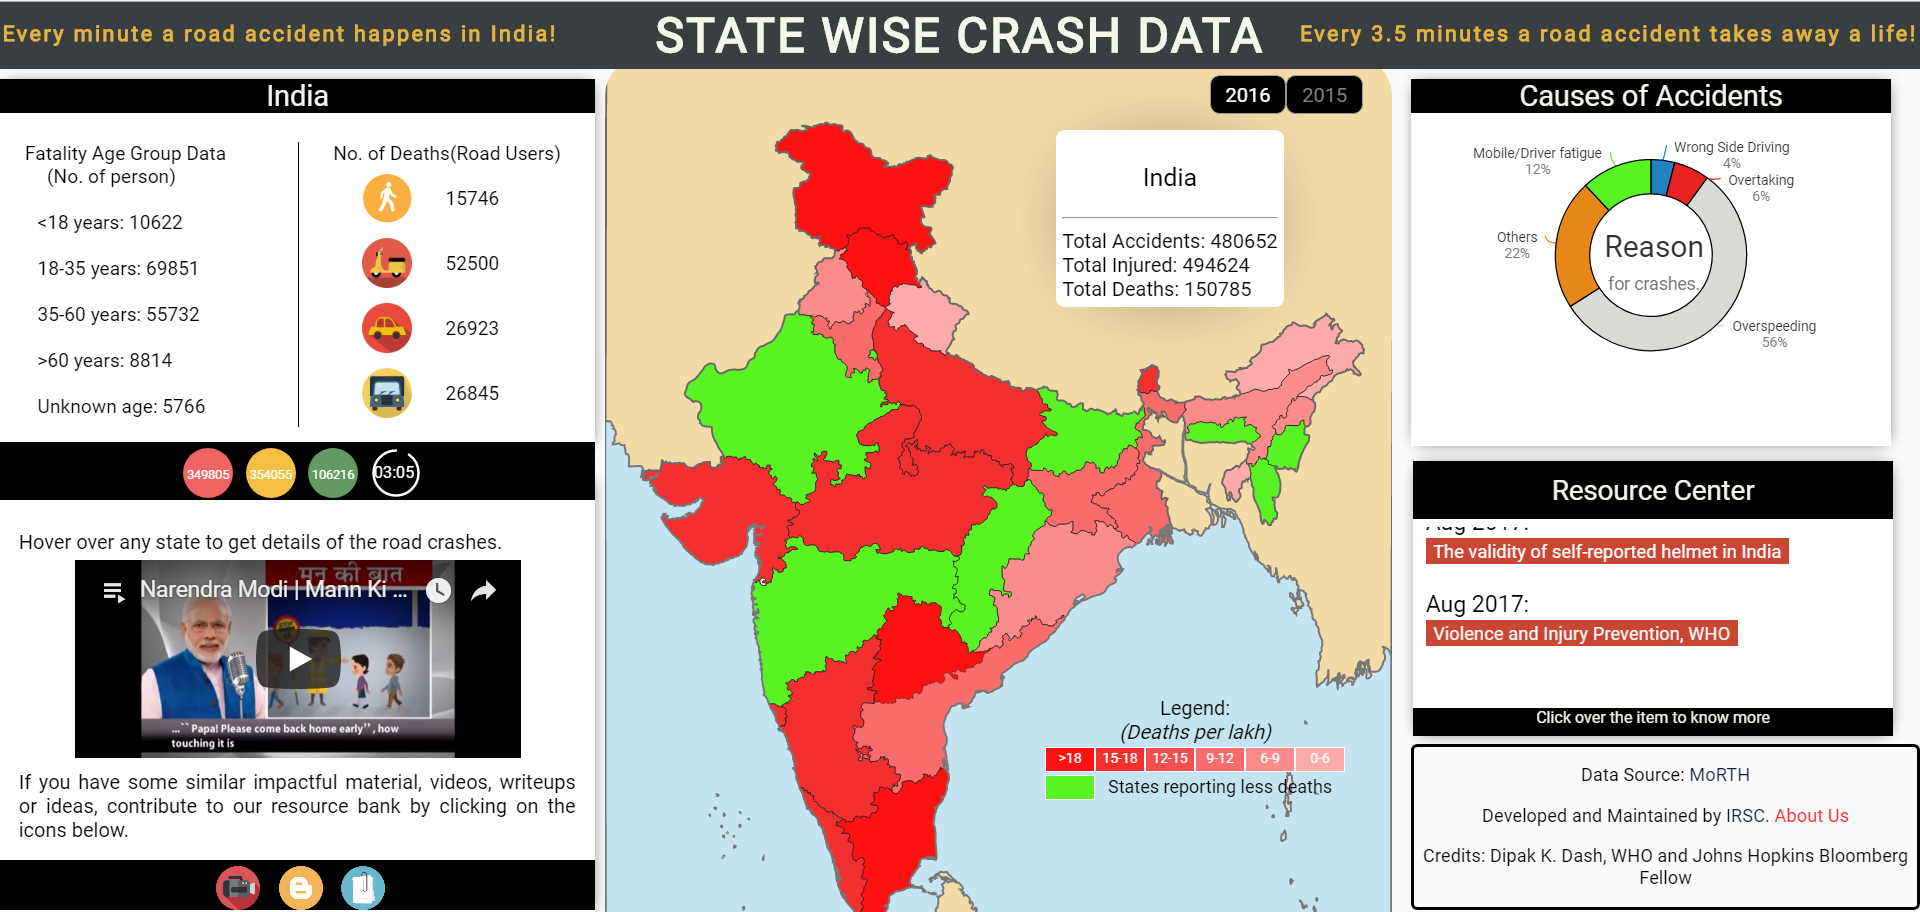 Every minute a road accident happens in India!
STATE WISE CRASH DATA
Every 3.5 minutes a road accident takes away a life!
India
Fatality Age Group Data
(No. of person)
<18 years: 10622
18-35 years: 69851
35-60 years: 55732
>60 years: 8814
Unknown age: 5766
No. of Deaths(Road Users)
15746
52500
26923
26845
349805
354055
106216
03:05
Hover over any state to get details of the road crashes.
मन की बात
Narendra Modi | Mann Ki ...
STOP
...`` Papa! Please come back home early’’, how
touching it is
If you have some similar impactful material, videos, writeups
or ideas, contribute to our resource bank by clicking on the
icons below.
2016
2015
India
Total Accidents: 480652
Total Injured: 494624
Total Deaths: 150785
Legend:
(Deaths per lakh)
>18
15-18
12-15
9-12
6-9
0-6
States reporting less deaths
Causes of Accidents
Mobile/Driver fatigue
12%
Wrong Side Driving
4%
Overtaking
6%
Others
22%
Reason
for crashes.
Overspeeding
56%
Resource Center
Aug 2017:
The validity of self-reported helmet in India
Aug 2017:
Violence and Injury Prevention, WHO
Click over the item to know more
Data Source: MoRTH
Developed and Maintained by IRSC. About Us
Credits: Dipak K. Dash, WHO and Johns Hopkins Bloomberg
Fellow